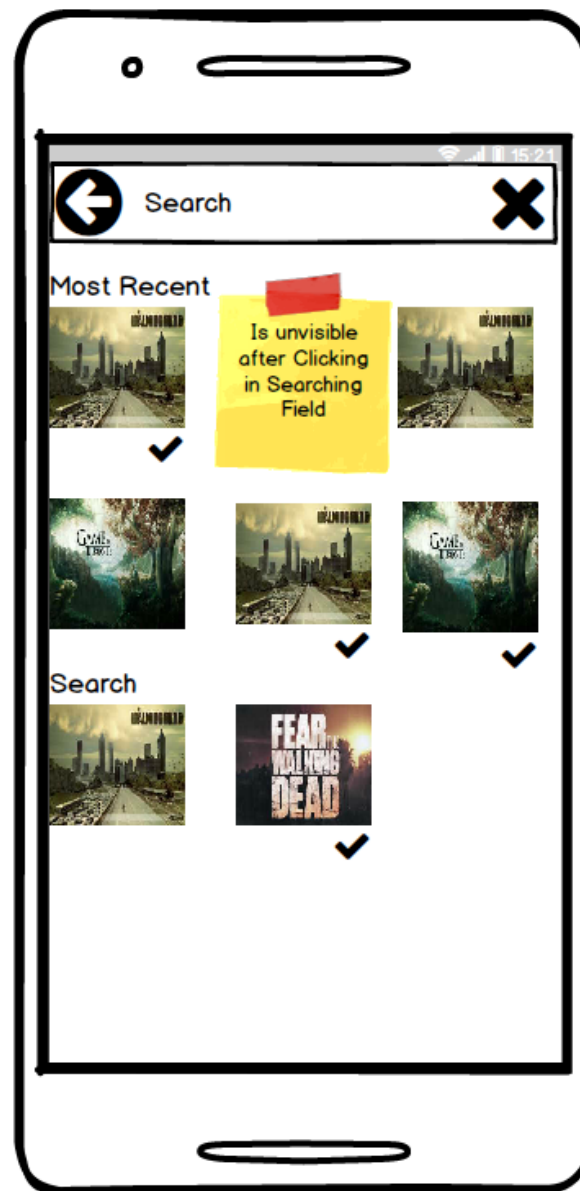 15:21
Search
Most Recent
Is unvisible
after Clicking
in Searching
Field
Search
FEAR
WALKING
DEAD